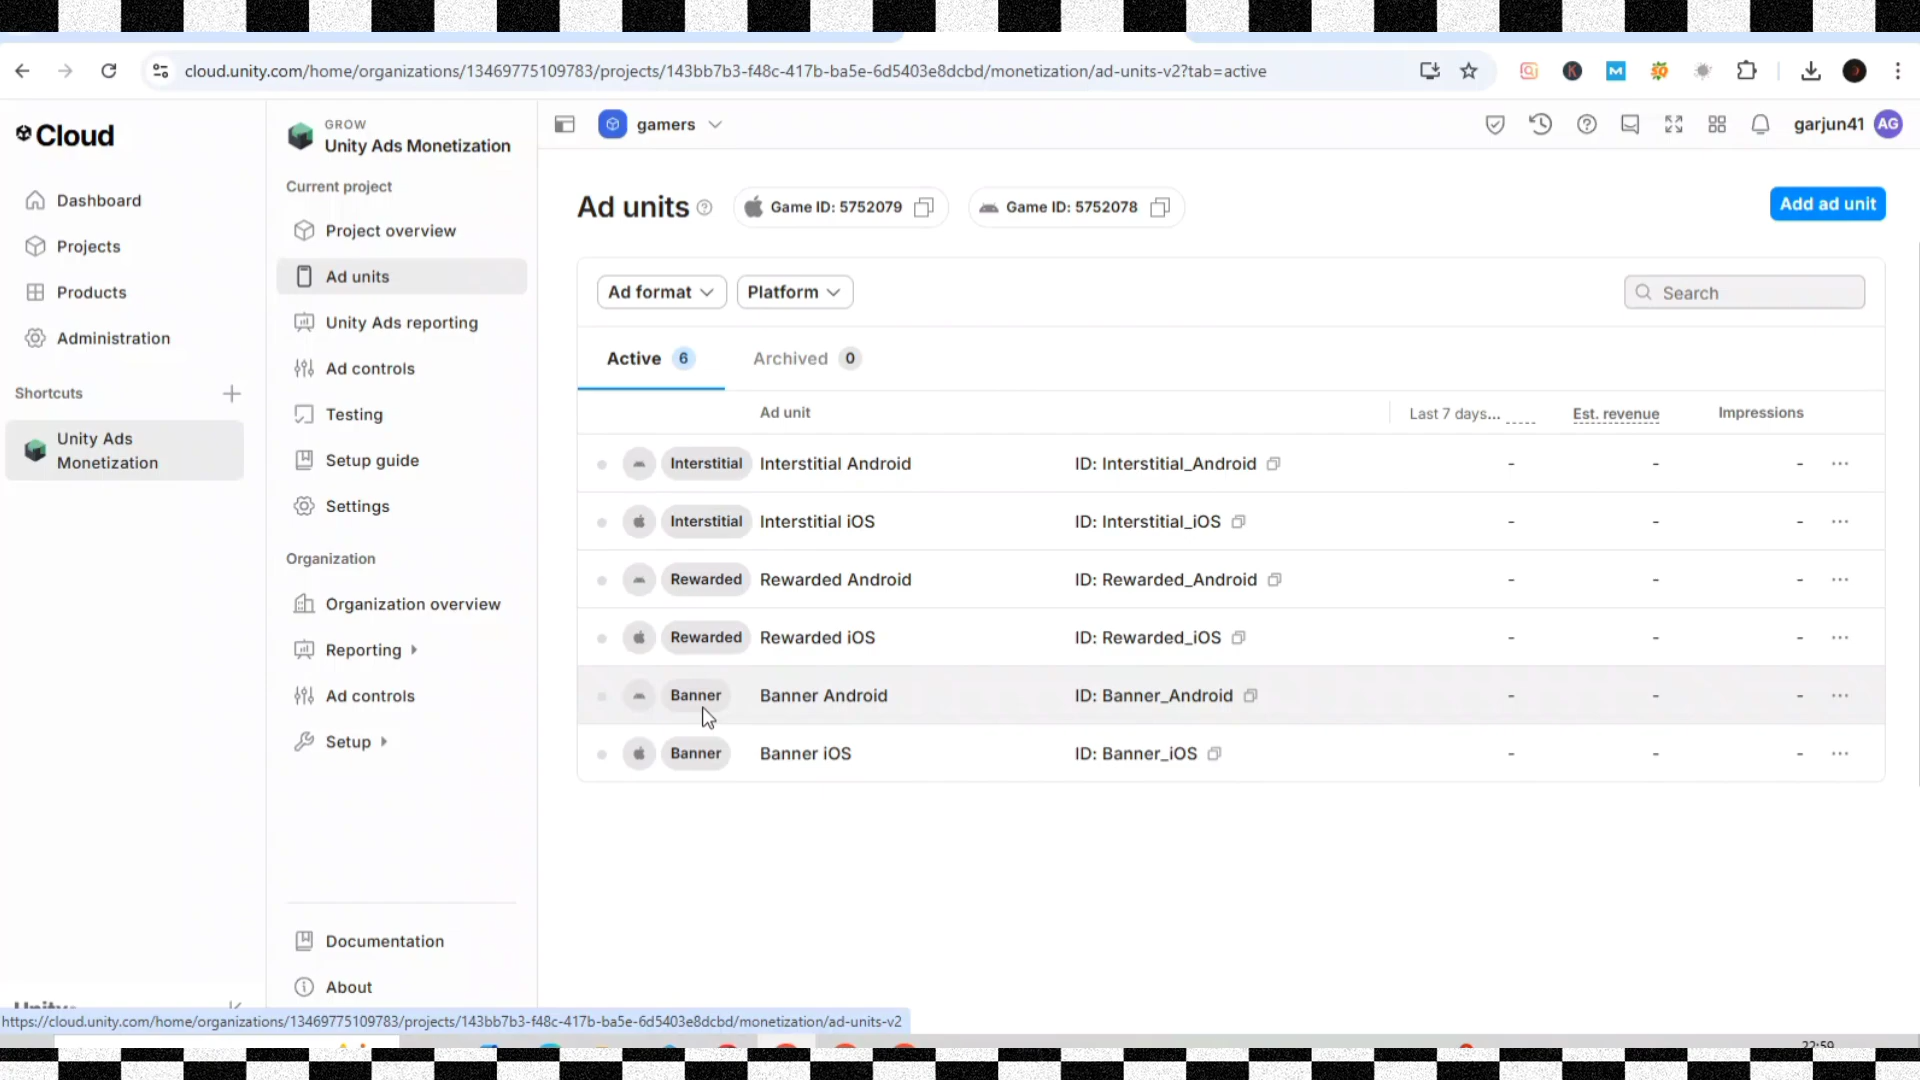 cloud.unity.com/home/organizations/13469775109783/projects/143bb7b3-f48c-417b-ba5e-6d5403e8dcbd/monetization/ad-units-v2?tab=active
Cloud
Dashboard
Projects
Products
Administration
Shortcuts
Unity Ads
Monetization
GROW
Unity Ads Monetization
Current project
Project overview
Ad units
Unity Ads reporting
Ad controls
Testing
Setup guide
Settings
Organization
Organization overview
Reporting
Ad controls
Setup
Documentation
About
gamers
garjun41 AG
Ad units
Game ID: 5752079
Game ID: 5752078
Add ad unit
Ad format
Platform
Search
Active 6
Archived 0
Ad unit
Last 7 days...
Est. revenue
Impressions
Interstitial Interstitial Android ID: Interstitial_Android - - - ...
Interstitial Interstitial iOS ID: Interstitial_iOS - - - ...
Rewarded Rewarded Android ID: Rewarded_Android - - - ...
Rewarded Rewarded iOS ID: Rewarded_iOS - - - ...
Banner Banner Android ID: Banner_Android - - - ...
Banner Banner iOS ID: Banner_iOS - - - ...
https://cloud.unity.com/home/organizations/13469775109783/projects/143bb7b3-f48c-417b-ba5e-6d5403e8dcbd/monetization/ad-units-v2
22:59